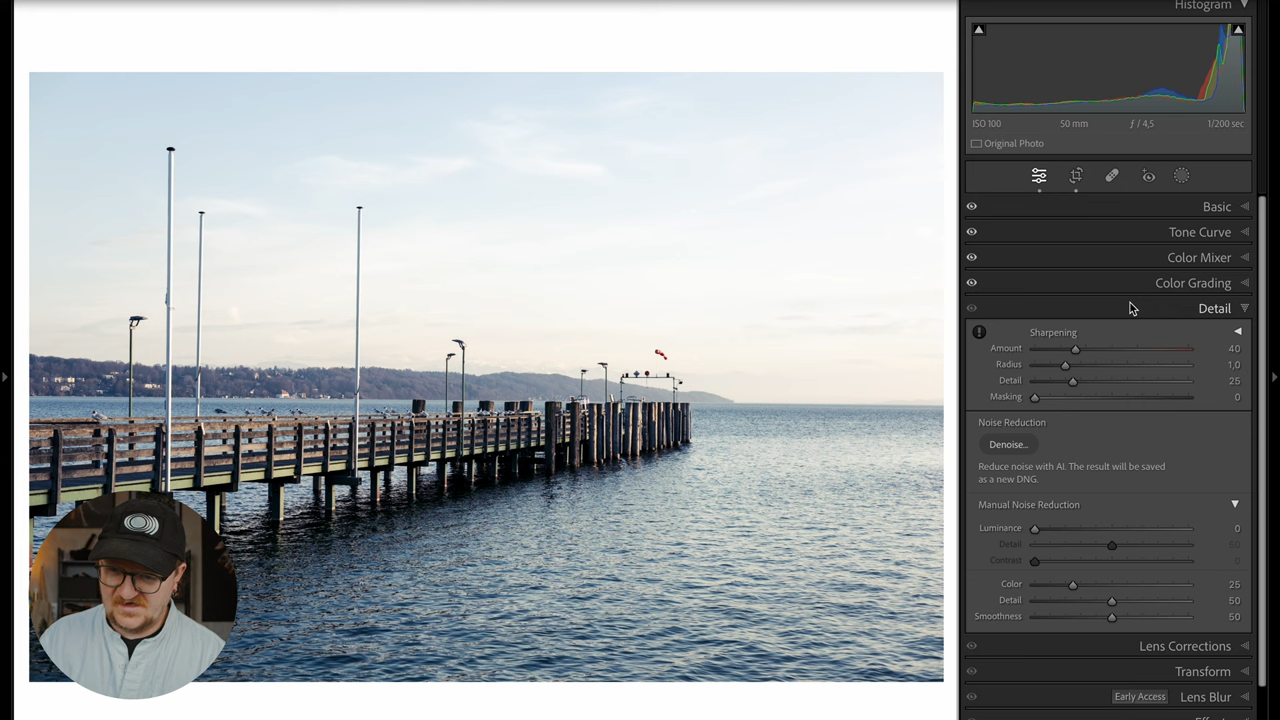 Histogram
ISO 100 50 mm ƒ / 4,5 1/200 sec
Original Photo
Basic
Tone Curve
Color Mixer
Color Grading
Detail
Sharpening
Amount 40
Radius 1,0
Detail 25
Masking 0
Noise Reduction
Denoise...
Reduce noise with AI. The result will be saved
as a new DNG.
Manual Noise Reduction
Luminance 0
Detail 50
Contrast 0
Color 25
Detail 50
Smoothness 50
Lens Corrections
Transform
Early Access Lens Blur